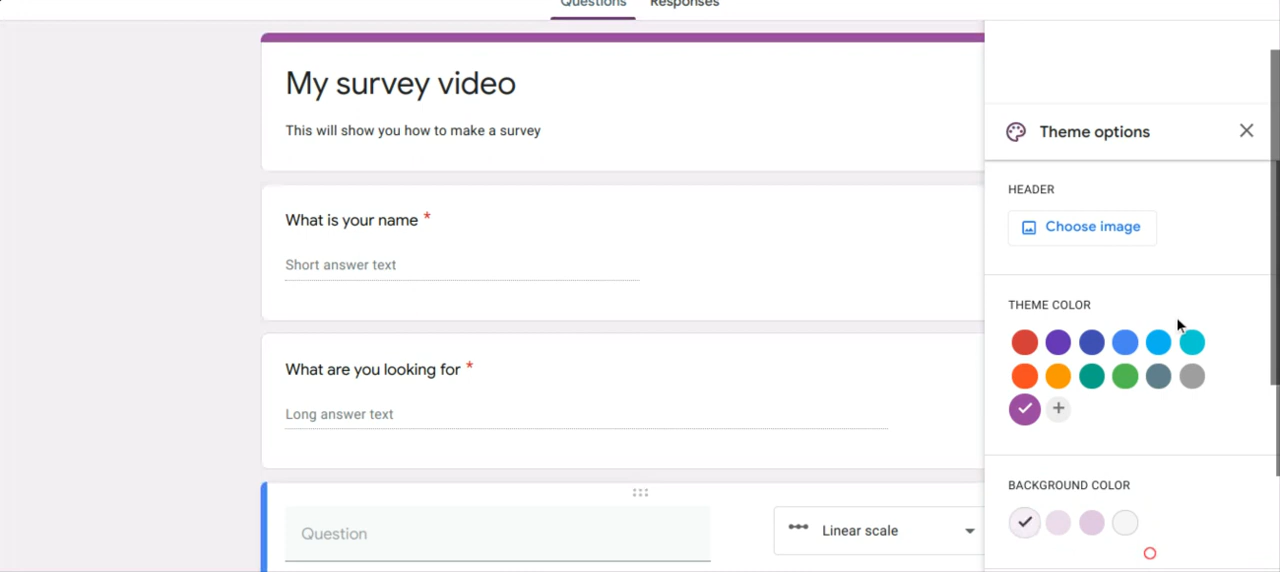 Questions Responses
My survey video
This will show you how to make a survey
What is your name *
Short answer text
What are you looking for *
Long answer text
Question
Linear scale
Theme options
HEADER
Choose image
THEME COLOR
BACKGROUND COLOR